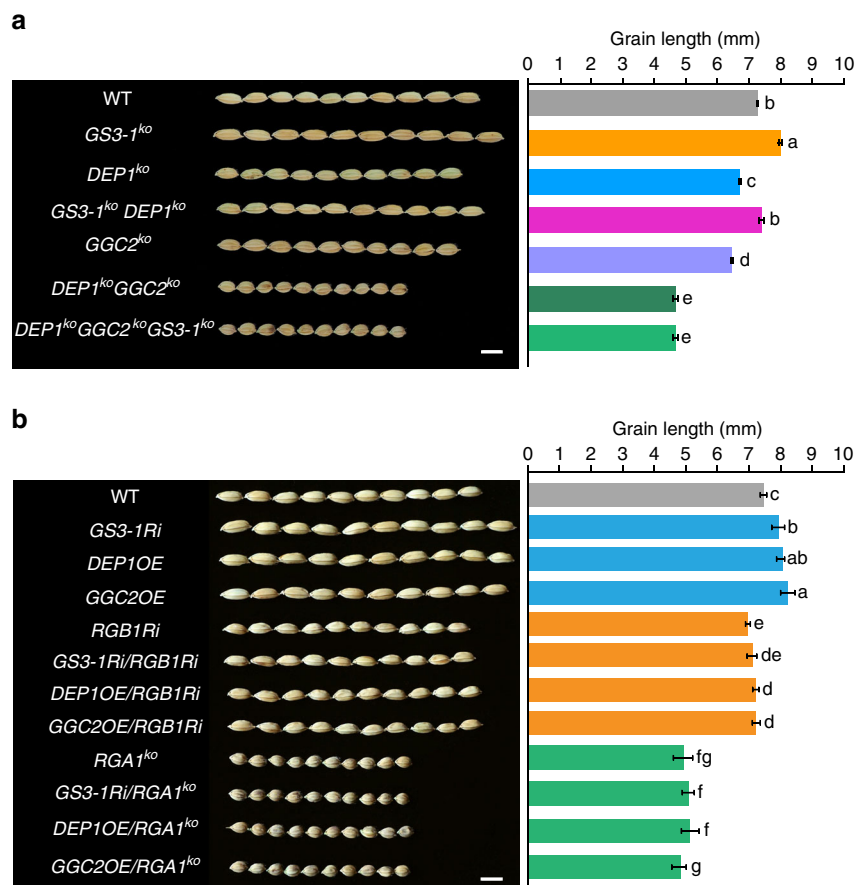 a
Grain length (mm)
0 1 2 3 4 5 6 7 8 9 10
WT b
GS3-1ko a
DEP1ko c
GS3-1ko DEP1ko b
GGC2ko d
DEP1koGGC2ko e
DEP1koGGC2koGS3-1ko e
b
Grain length (mm)
0 1 2 3 4 5 6 7 8 9 10
WT c
GS3-1Ri b
DEP1OE ab
GGC2OE a
RGB1Ri e
GS3-1Ri/RGB1Ri de
DEP1OE/RGB1Ri d
GGC2OE/RGB1Ri d
RGA1ko fg
GS3-1Ri/RGA1ko f
DEP1OE/RGA1ko f
GGC2OE/RGA1ko g